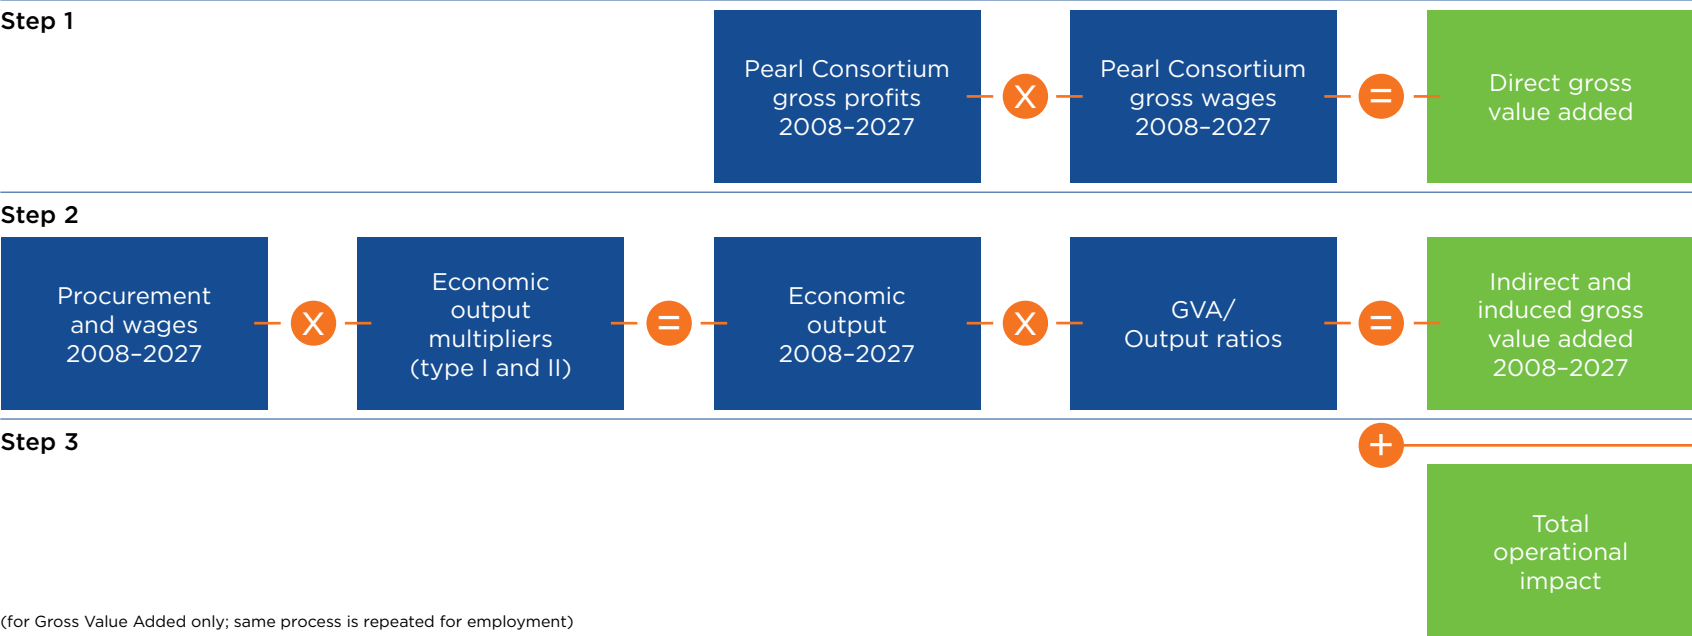 Step 1
Pearl Consortium
gross profits
2008–2027
X
Pearl Consortium
gross wages
2008–2027
=
Direct gross
value added
Step 2
Procurement
and wages
2008–2027
X
Economic
output
multipliers
(type I and II)
=
Economic
output
2008–2027
X
GVA/
Output ratios
=
Indirect and
induced gross
value added
2008–2027
Step 3
+
Total
operational
impact
(for Gross Value Added only; same process is repeated for employment)